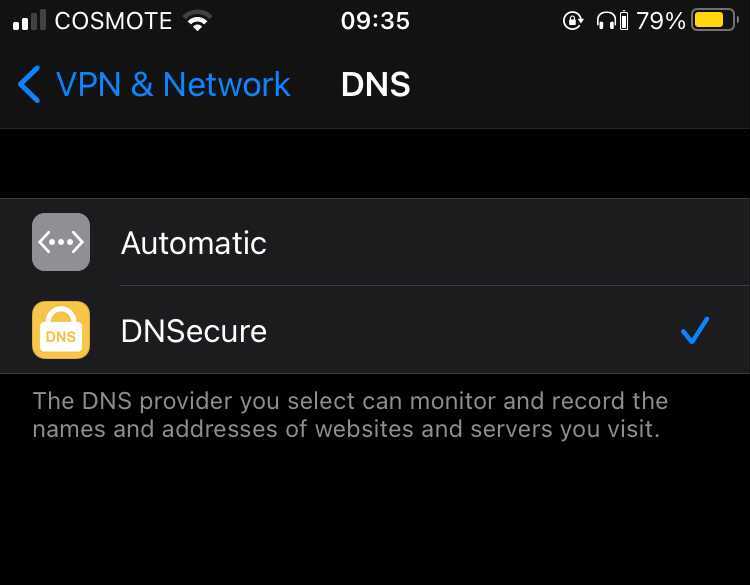 COSMOTE 09:35 79%
VPN & Network DNS
Automatic
DNS DNSecure
The DNS provider you select can monitor and record the
names and addresses of websites and servers you visit.